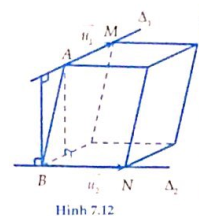 Δ₁
u₁ M
A
B
u₂ N Δ₂
Hình 7.12